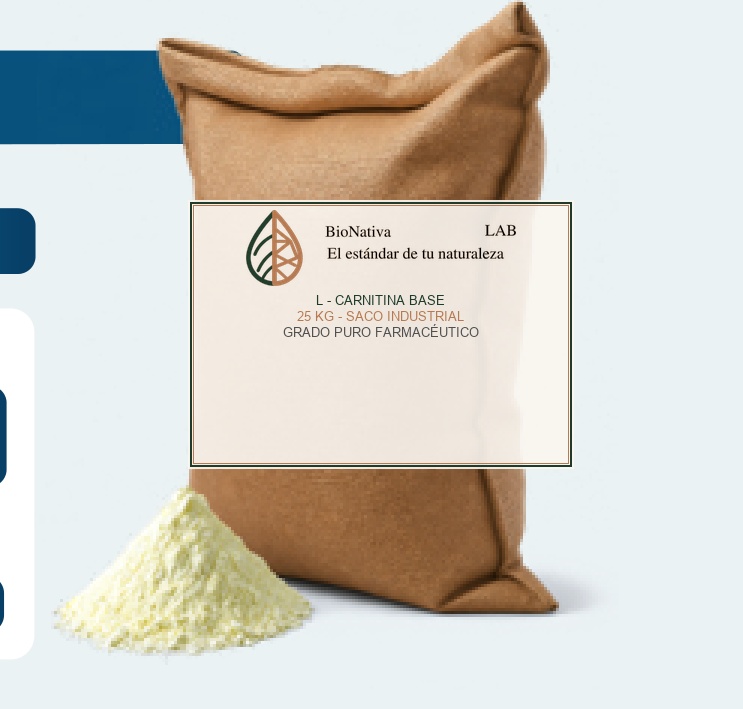 BioNativa LAB
El estándar de tu naturaleza
L - CARNITINA BASE
25 KG - SACO INDUSTRIAL
GRADO PURO FARMACÉUTICO